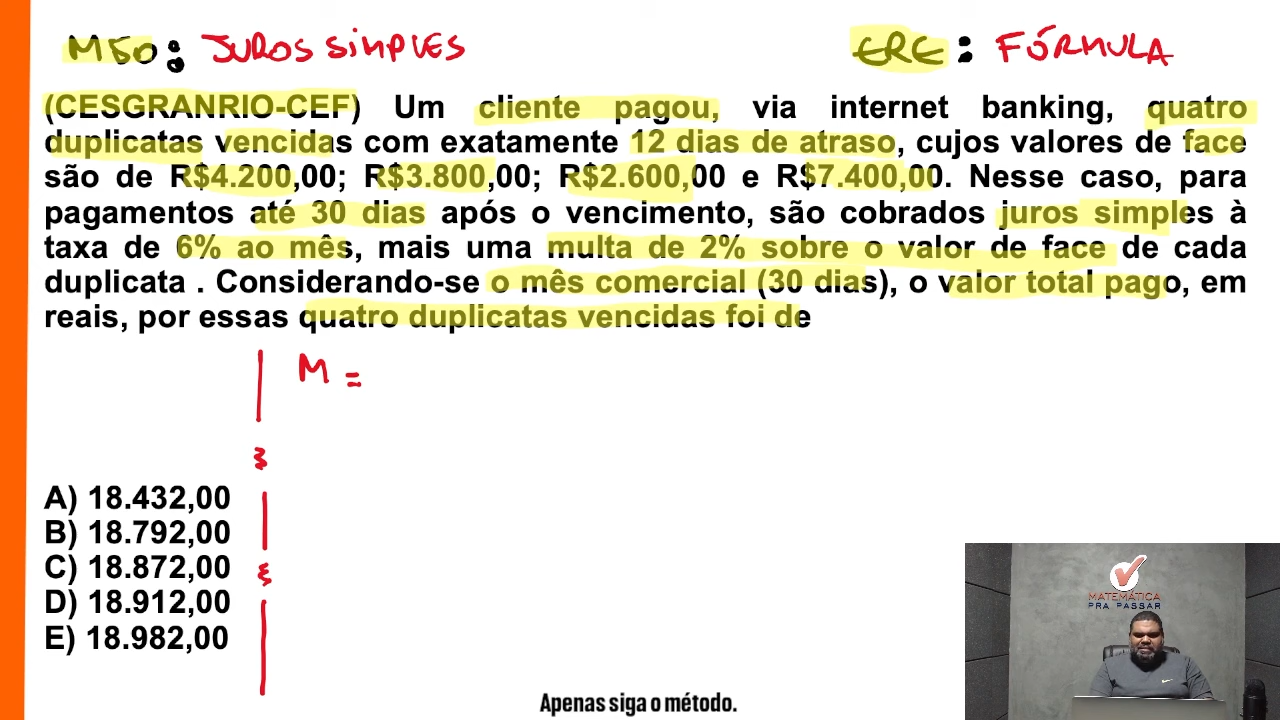 M50: JUROS SIMPLES
CRC: FÓRMULA
(CESGRANRIO-CEF) Um cliente pagou, via internet banking, quatro
duplicatas vencidas com exatamente 12 dias de atraso, cujos valores de face
são de R$4.200,00; R$3.800,00; R$2.600,00 e R$7.400,00. Nesse caso, para
pagamentos até 30 dias após o vencimento, são cobrados juros simples à
taxa de 6% ao mês, mais uma multa de 2% sobre o valor de face de cada
duplicata . Considerando-se o mês comercial (30 dias), o valor total pago, em
reais, por essas quatro duplicatas vencidas foi de
M =
A) 18.432,00
B) 18.792,00
C) 18.872,00
D) 18.912,00
E) 18.982,00
MATEMÁTICA
PRA PASSAR
Apenas siga o método.